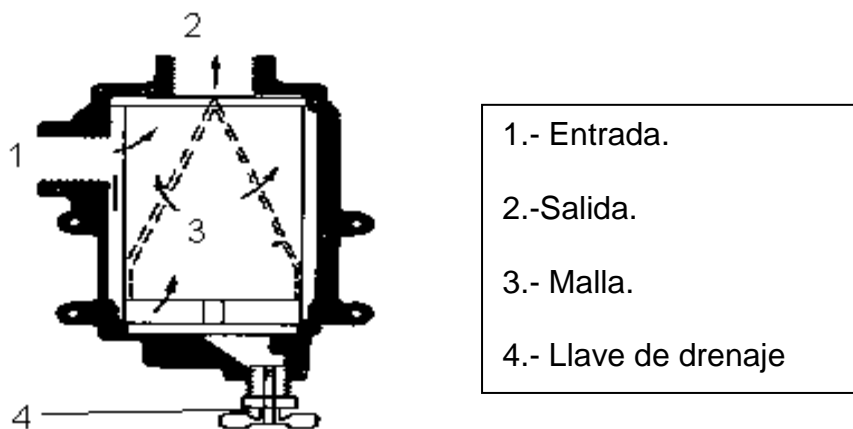 2
1
3
4
1.- Entrada.
2.-Salida.
3.- Malla.
4.- Llave de drenaje